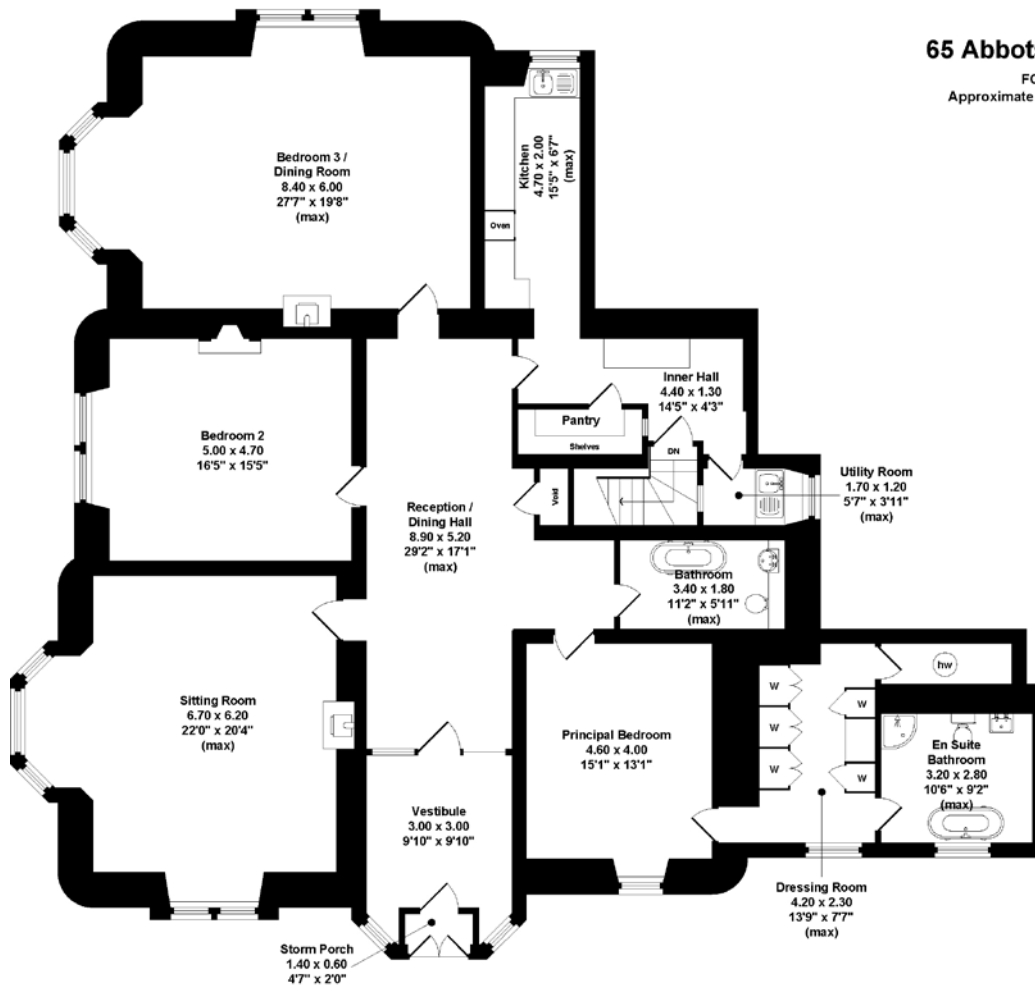 65 Abbot
FC
Approximate
Bedroom 3 /
Dining Room
8.40 x 6.00
27'7" x 19'8"
(max)
Kitchen
4.70 x 2.00
15'5" x 6'7"
(max)
Oven
Inner Hall
4.40 x 1.30
14'5" x 4'3"
Pantry
Shelves
DN
Bedroom 2
5.00 x 4.70
16'5" x 15'5"
Utility Room
1.70 x 1.20
5'7" x 3'11"
(max)
Void
Reception /
Dining Hall
8.90 x 5.20
29'2" x 17'1"
(max)
Bathroom
3.40 x 1.80
11'2" x 5'11"
(max)
hw
W
W
W
W
W
Sitting Room
6.70 x 6.20
22'0" x 20'4"
(max)
Principal Bedroom
4.60 x 4.00
15'1" x 13'1"
En Suite
Bathroom
3.20 x 2.80
10'6" x 9'2"
(max)
Vestibule
3.00 x 3.00
9'10" x 9'10"
Dressing Room
4.20 x 2.30
13'9" x 7'7"
(max)
Storm Porch
1.40 x 0.60
4'7" x 2'0"